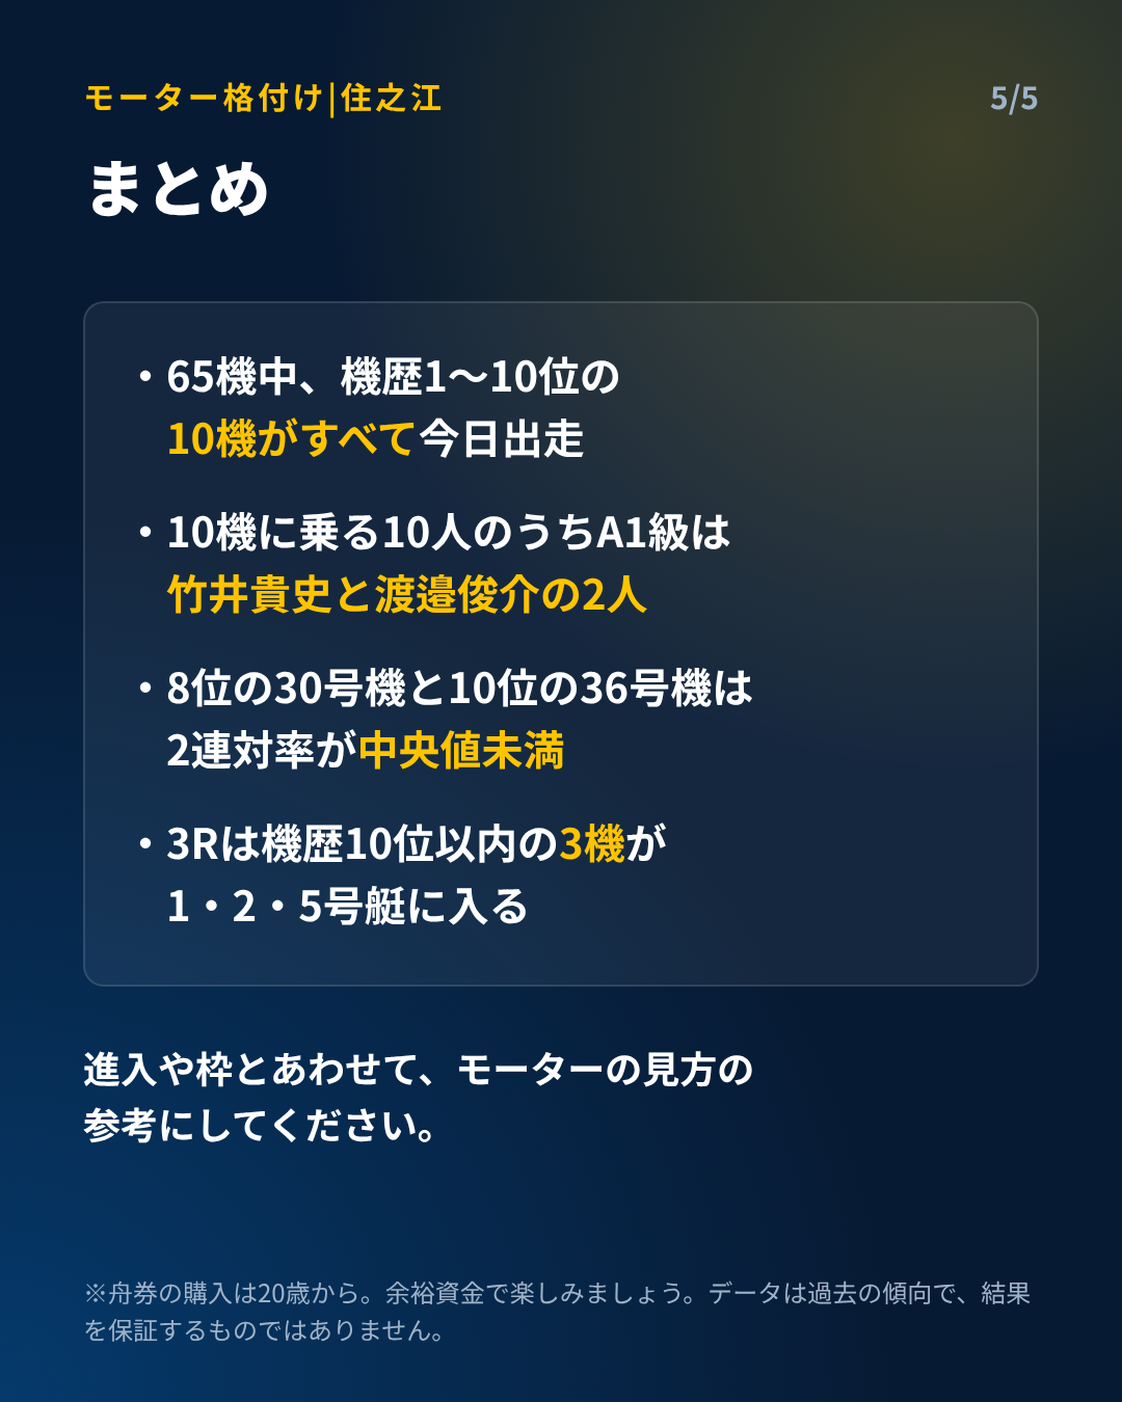 モーター格付け|住之江
5/5
まとめ
・65機中、機歴1〜10位の
10機がすべて今日出走
・10機に乗る10人のうちA1級は
竹井貴史と渡邉俊介の2人
・8位の30号機と10位の36号機は
2連対率が中央値未満
・3Rは機歴10位以内の3機が
1・2・5号艇に入る
進入や枠とあわせて、モーターの見方の
参考にしてください。
※舟券の購入は20歳から。余裕資金で楽しみましょう。データは過去の傾向で、結果
を保証するものではありません。